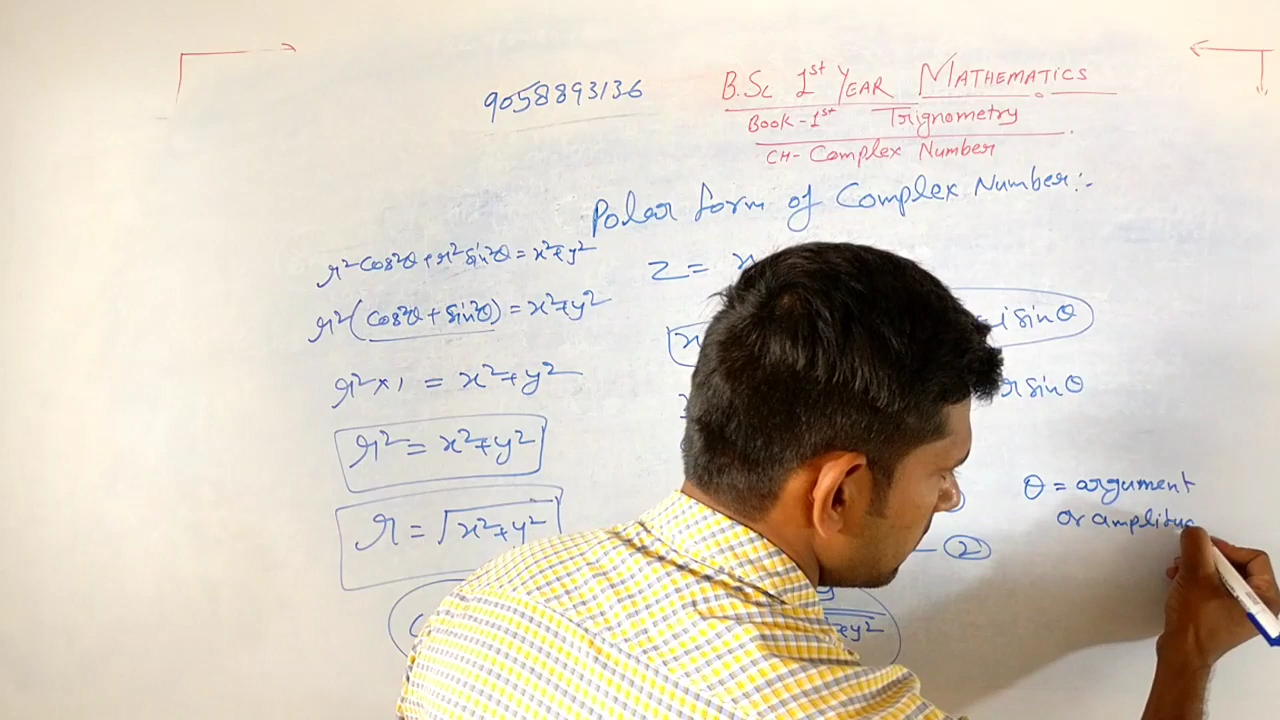 9058893136
B.Sc 1st YEAR MATHEMATICS
Book-1st Trignometry
CH- Complex Number
Polar form of Complex Number:-
r²cos²θ + r²sin²θ = x²+y²
r²(cos²θ + sin²θ) = x²+y²
r²×1 = x²+y²
r² = x²+y²
r = √x²+y²
z = x
x
i sinθ
r sinθ
θ = argument
or amplitu
2